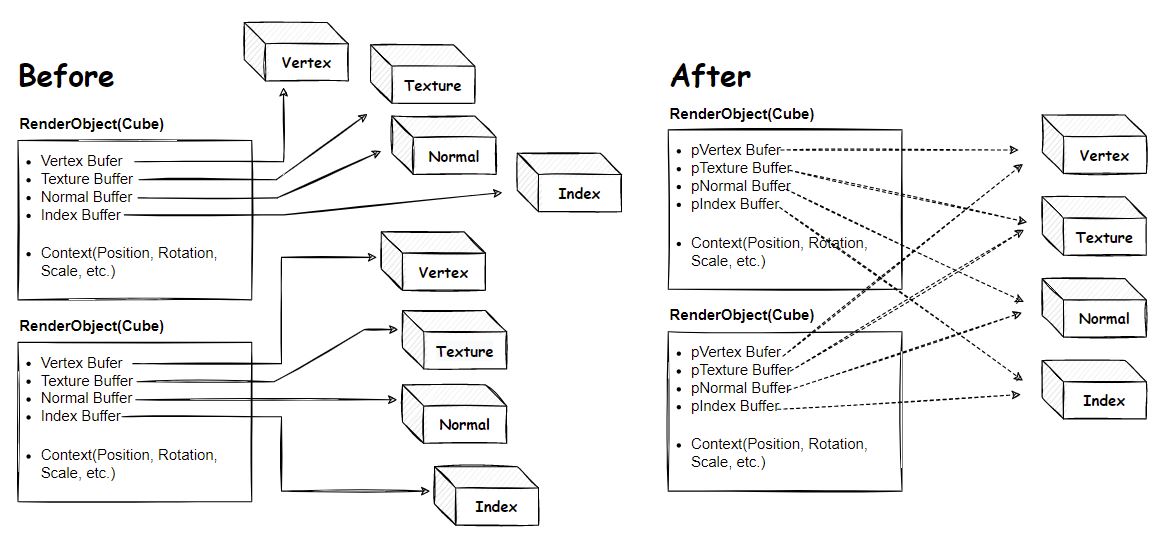 Before
RenderObject(Cube)
• Vertex Bufer
• Texture Buffer
• Normal Buffer
• Index Buffer
• Context(Position, Rotation,
Scale, etc.)
Vertex
Texture
Normal
Index
RenderObject(Cube)
• Vertex Bufer
• Texture Buffer
• Normal Buffer
• Index Buffer
• Context(Position, Rotation,
Scale, etc.)
Vertex
Texture
Normal
Index
After
RenderObject(Cube)
• pVertex Bufer
• pTexture Buffer
• pNormal Buffer
• pIndex Buffer
• Context(Position, Rotation,
Scale, etc.)
RenderObject(Cube)
• pVertex Bufer
• pTexture Buffer
• pNormal Buffer
• pIndex Buffer
• Context(Position, Rotation,
Scale, etc.)
Vertex
Texture
Normal
Index